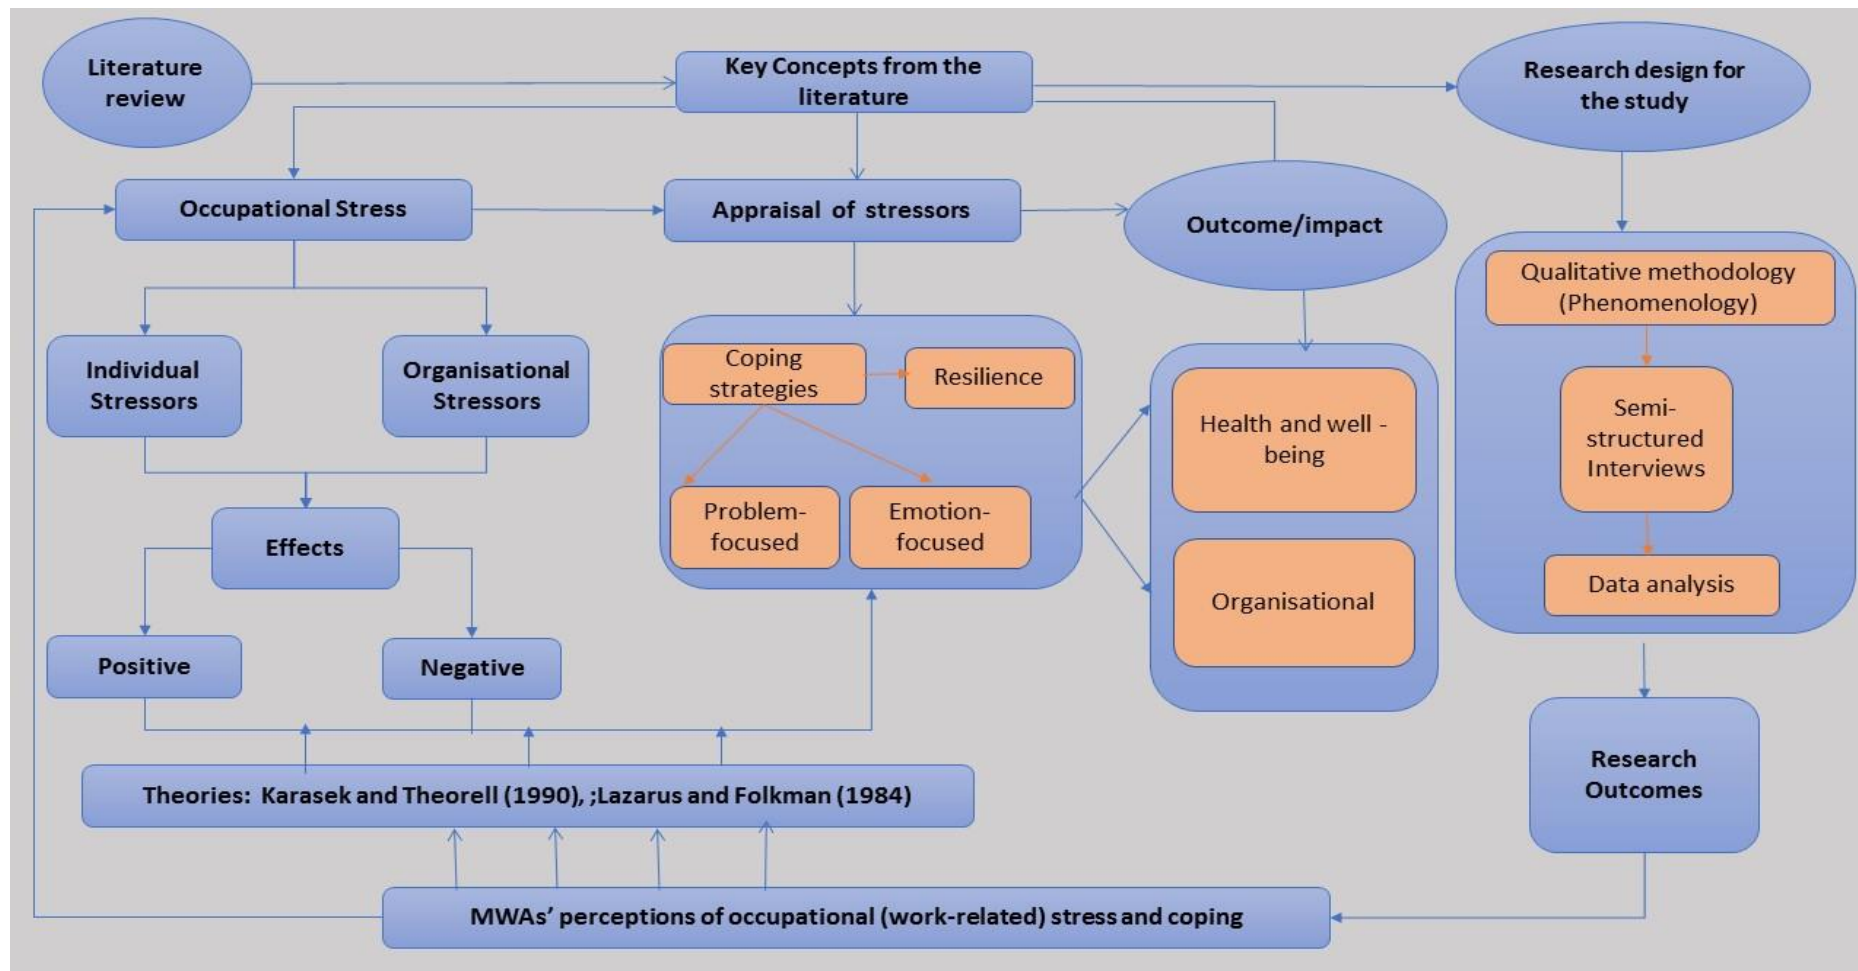 Literature
review
Key Concepts from the
literature
Research design for
the study
Occupational Stress
Appraisal of stressors
Outcome/impact
Individual
Stressors
Organisational
Stressors
Effects
Positive
Negative
Coping
strategies
Resilience
Problem-
focused
Emotion-
focused
Health and well -
being
Organisational
Qualitative methodology
(Phenomenology)
Semi-
structured
Interviews
Data analysis
Research
Outcomes
Theories: Karasek and Theorell (1990), ;Lazarus and Folkman (1984)
MWAs’ perceptions of occupational (work-related) stress and coping